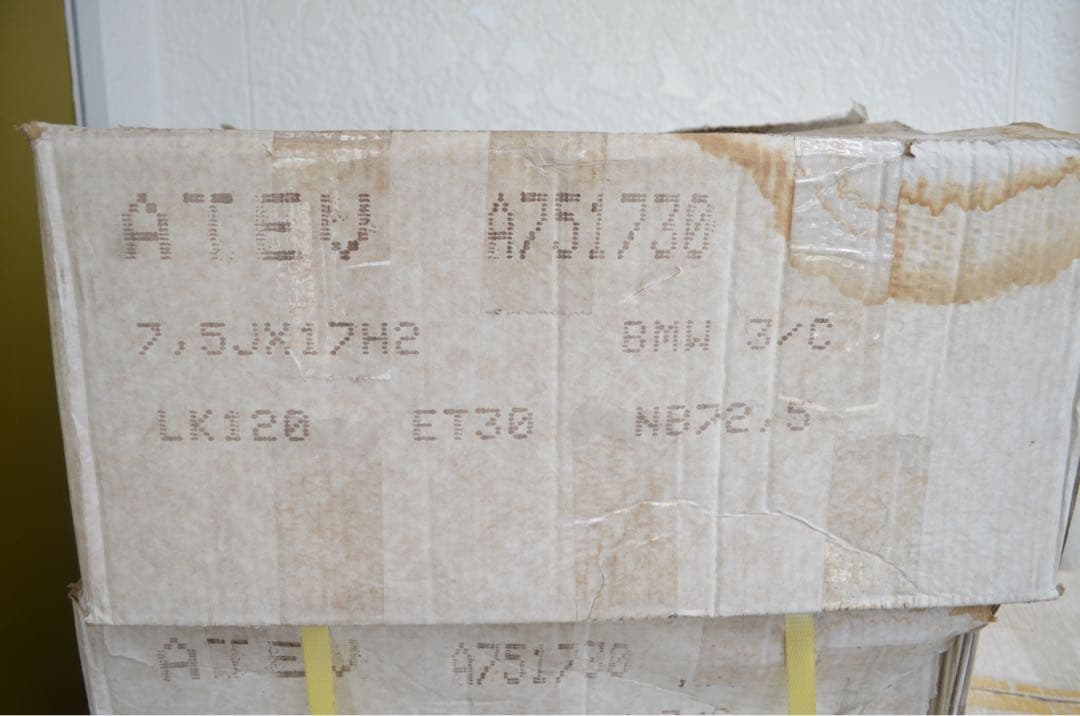 ATEV A751730
7,5JX17H2 BMW 3/C
LK120 ET30 NB72,5
ATEV A751730